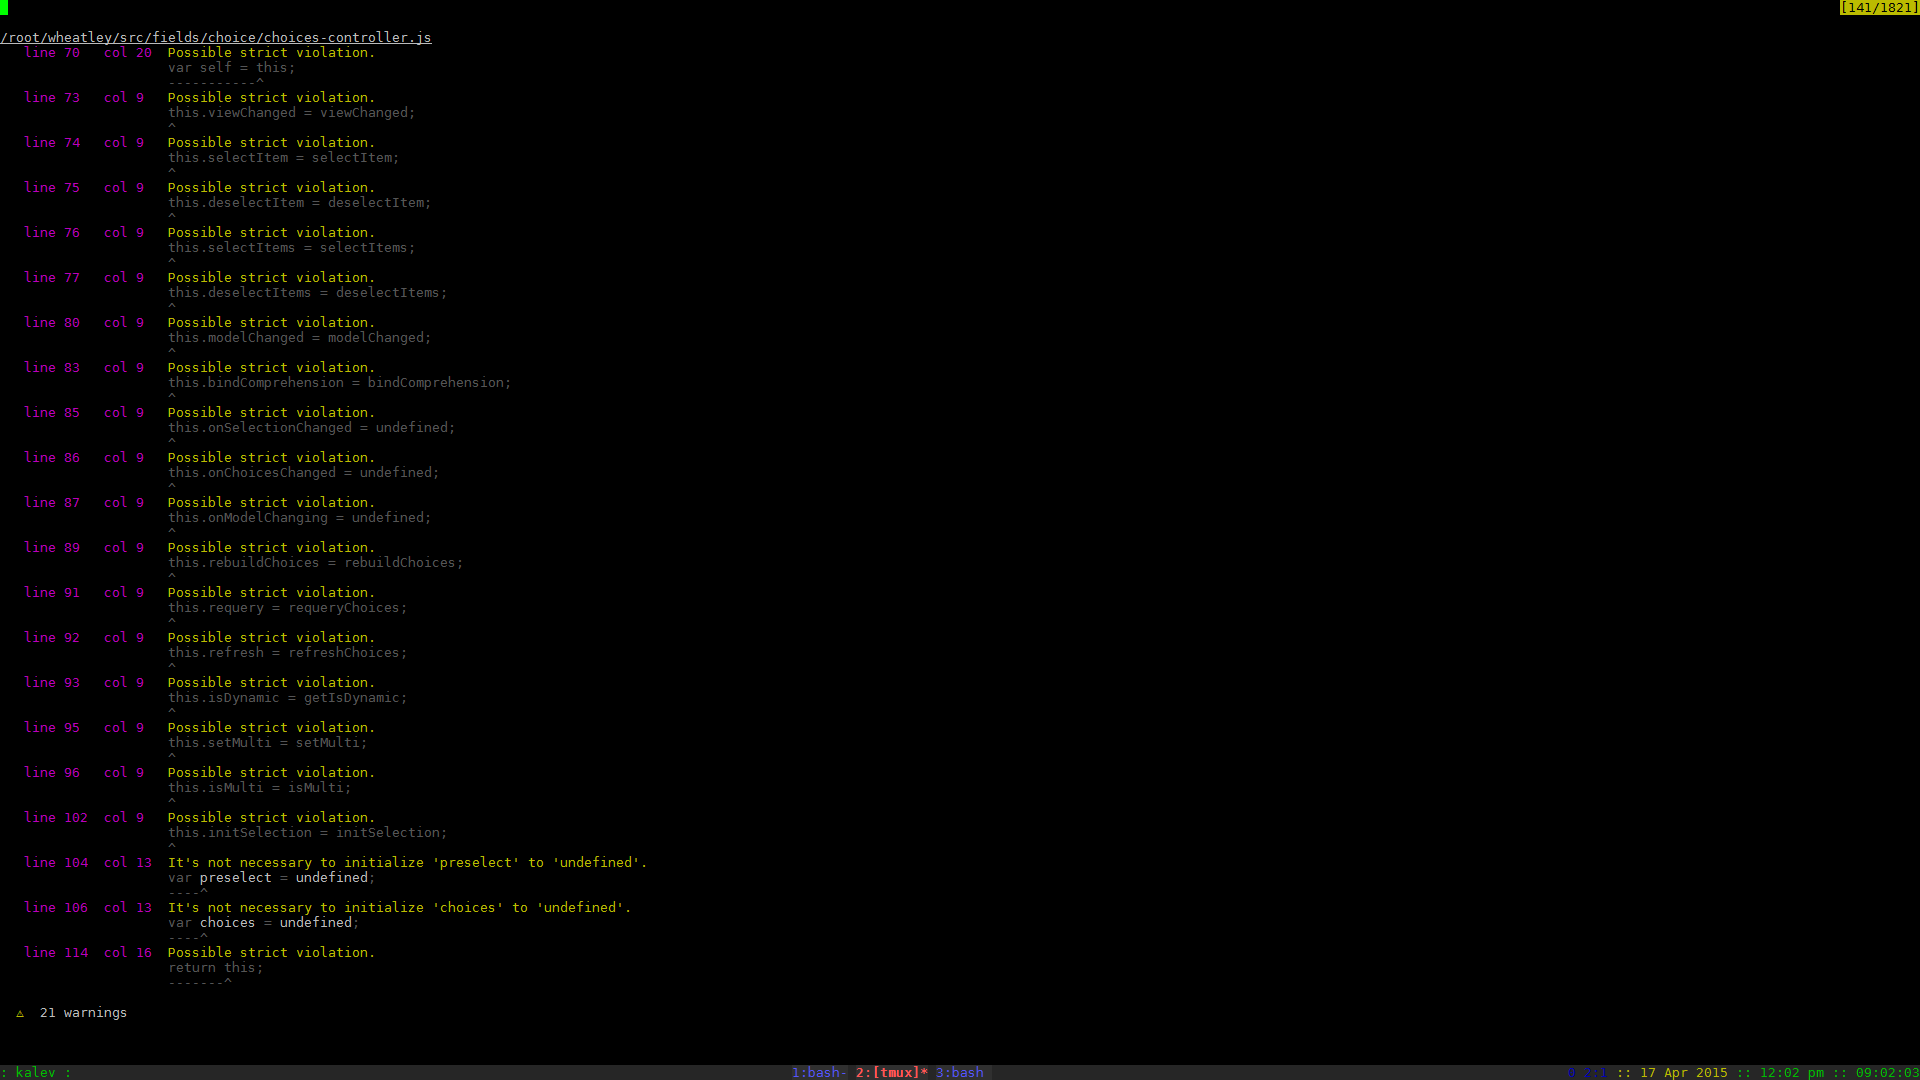 [141/1821]
/root/wheatley/src/fields/choice/choices-controller.js
line 70 col 20 Possible strict violation.
var self = this;
-----------^
line 73 col 9 Possible strict violation.
this.viewChanged = viewChanged;
^
line 74 col 9 Possible strict violation.
this.selectItem = selectItem;
^
line 75 col 9 Possible strict violation.
this.deselectItem = deselectItem;
^
line 76 col 9 Possible strict violation.
this.selectItems = selectItems;
^
line 77 col 9 Possible strict violation.
this.deselectItems = deselectItems;
^
line 80 col 9 Possible strict violation.
this.modelChanged = modelChanged;
^
line 83 col 9 Possible strict violation.
this.bindComprehension = bindComprehension;
^
line 85 col 9 Possible strict violation.
this.onSelectionChanged = undefined;
^
line 86 col 9 Possible strict violation.
this.onChoicesChanged = undefined;
^
line 87 col 9 Possible strict violation.
this.onModelChanging = undefined;
^
line 89 col 9 Possible strict violation.
this.rebuildChoices = rebuildChoices;
^
line 91 col 9 Possible strict violation.
this.requery = requeryChoices;
^
line 92 col 9 Possible strict violation.
this.refresh = refreshChoices;
^
line 93 col 9 Possible strict violation.
this.isDynamic = getIsDynamic;
^
line 95 col 9 Possible strict violation.
this.setMulti = setMulti;
^
line 96 col 9 Possible strict violation.
this.isMulti = isMulti;
^
line 102 col 9 Possible strict violation.
this.initSelection = initSelection;
^
line 104 col 13 It's not necessary to initialize 'preselect' to 'undefined'.
var preselect = undefined;
----^
line 106 col 13 It's not necessary to initialize 'choices' to 'undefined'.
var choices = undefined;
----^
line 114 col 16 Possible strict violation.
return this;
-------^
⚠ 21 warnings
: kalev : 1:bash- 2:[tmux]* 3:bash 0 2:1 :: 17 Apr 2015 :: 12:02 pm :: 09:02:03